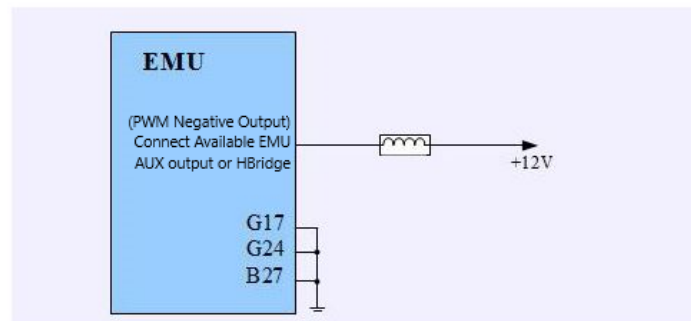 EMU
(PWM Negative Output)
Connect Available EMU
AUX output or HBridge
+12V
G17
G24
B27